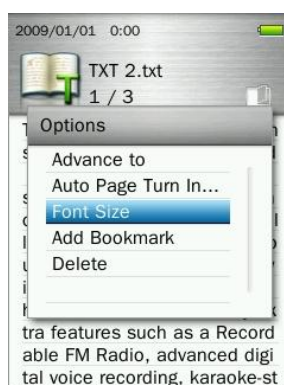 2009/01/01 0:00
TXT 2.txt
1 / 3
Options
Advance to
Auto Page Turn In...
Font Size
Add Bookmark
Delete
tra features such as a Record
able FM Radio, advanced digi
tal voice recording, karaoke-st